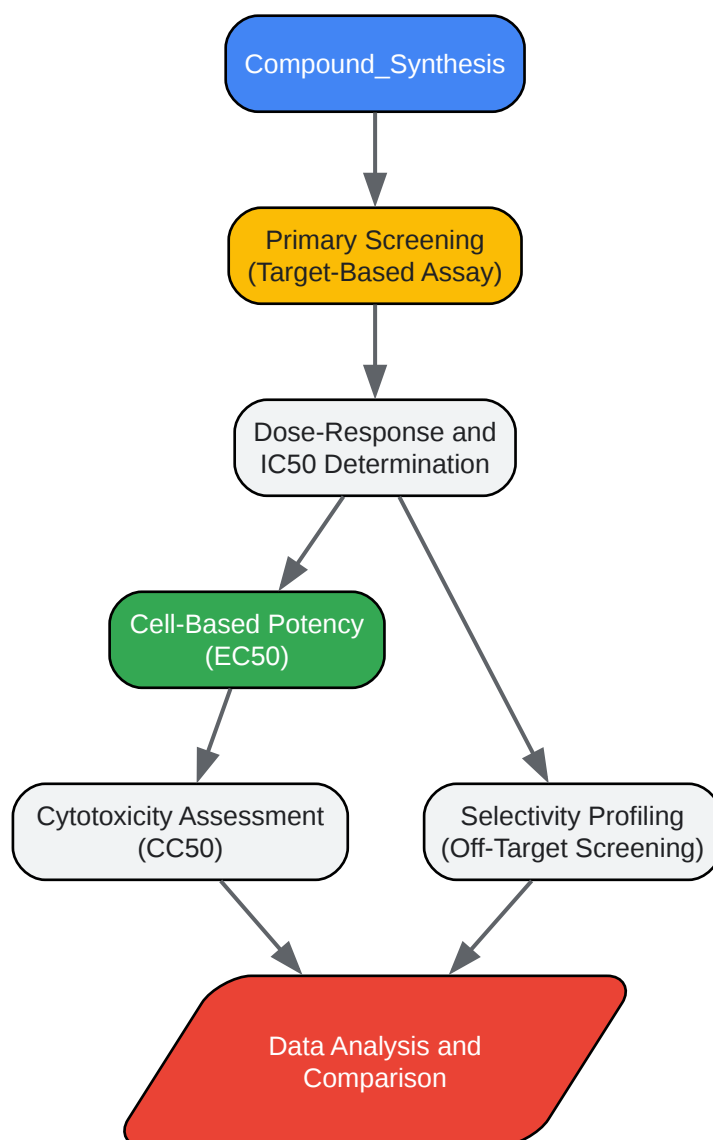 Compound_Synthesis
Primary Screening
(Target-Based Assay)
Dose-Response and
IC50 Determination
Cell-Based Potency
(EC50)
Cytotoxicity Assessment
(CC50)
Selectivity Profiling
(Off-Target Screening)
Data Analysis and
Comparison